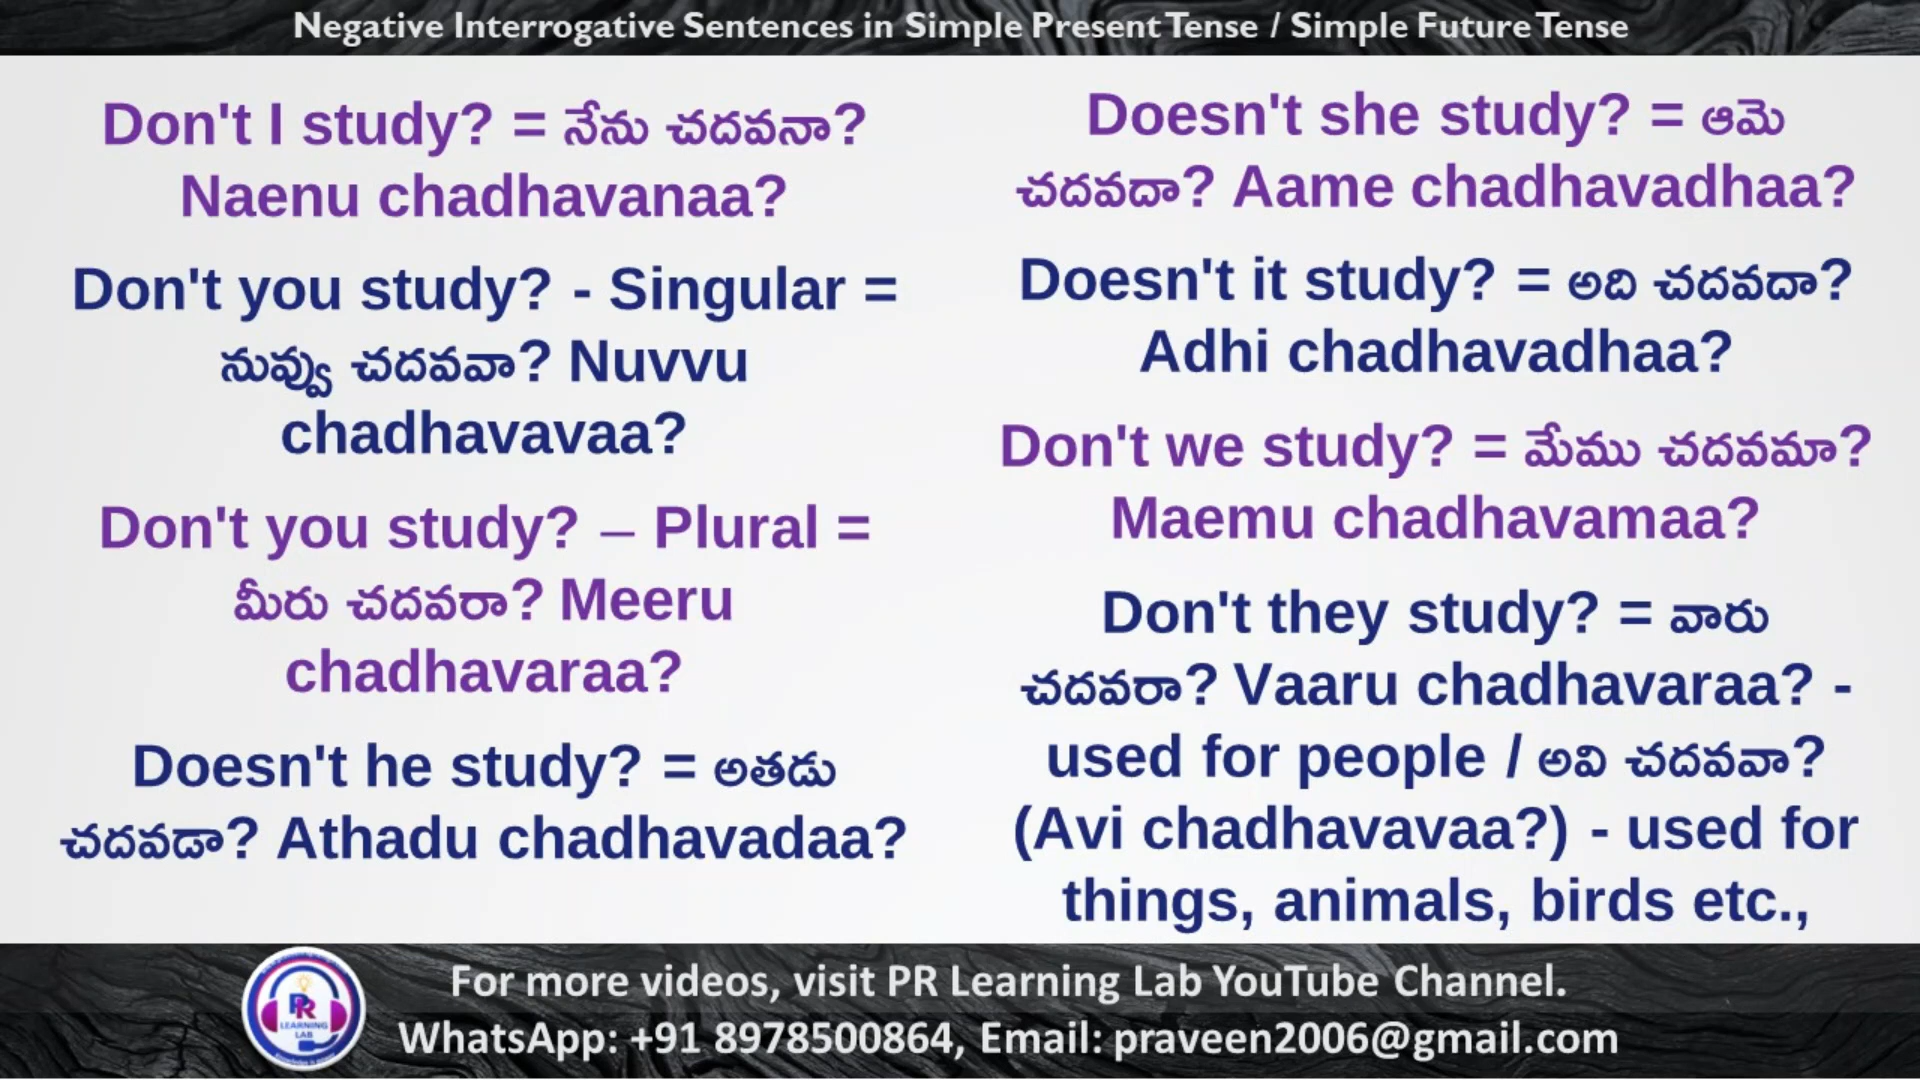 Negative Interrogative Sentences in Simple Present Tense / Simple Future Tense
Don't I study? = నేను చదవనా?
Naenu chadhavanaa?
Don't you study? - Singular =
నువ్వు చదవవా? Nuvvu
chadhavavaa?
Don't you study? – Plural =
మీరు చదవరా? Meeru
chadhavaraa?
Doesn't he study? = అతడు
చదవడా? Athadu chadhavadaa?
Doesn't she study? = ఆమె
చదవదా? Aame chadhavadhaa?
Doesn't it study? = అది చదవదా?
Adhi chadhavadhaa?
Don't we study? = మేము చదవమా?
Maemu chadhavamaa?
Don't they study? = వారు
చదవరా? Vaaru chadhavaraa? -
used for people / అవి చదవవా?
(Avi chadhavavaa?) - used for
things, animals, birds etc.,
PR
LEARNING
LAB
For more videos, visit PR Learning Lab YouTube Channel.
WhatsApp: +91 8978500864, Email: praveen2006@gmail.com